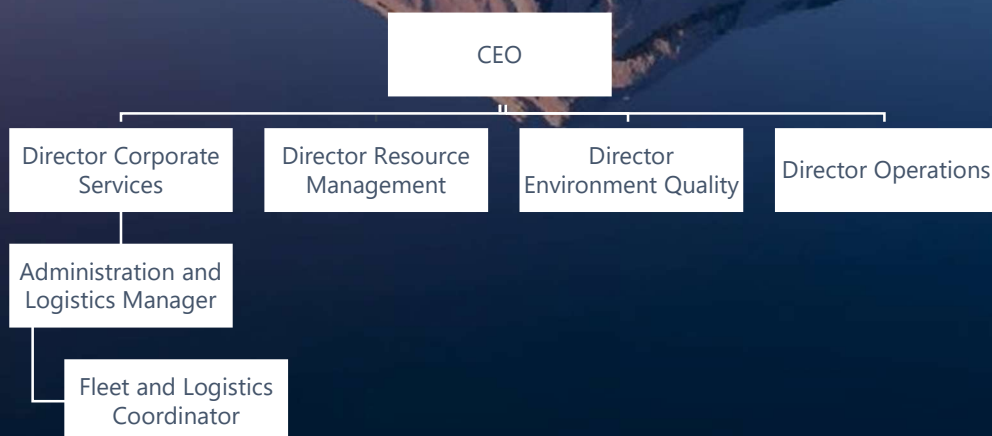 CEO
Director Corporate
Services
Director Resource
Management
Director
Environment Quality
Director Operations
Administration and
Logistics Manager
Fleet and Logistics
Coordinator